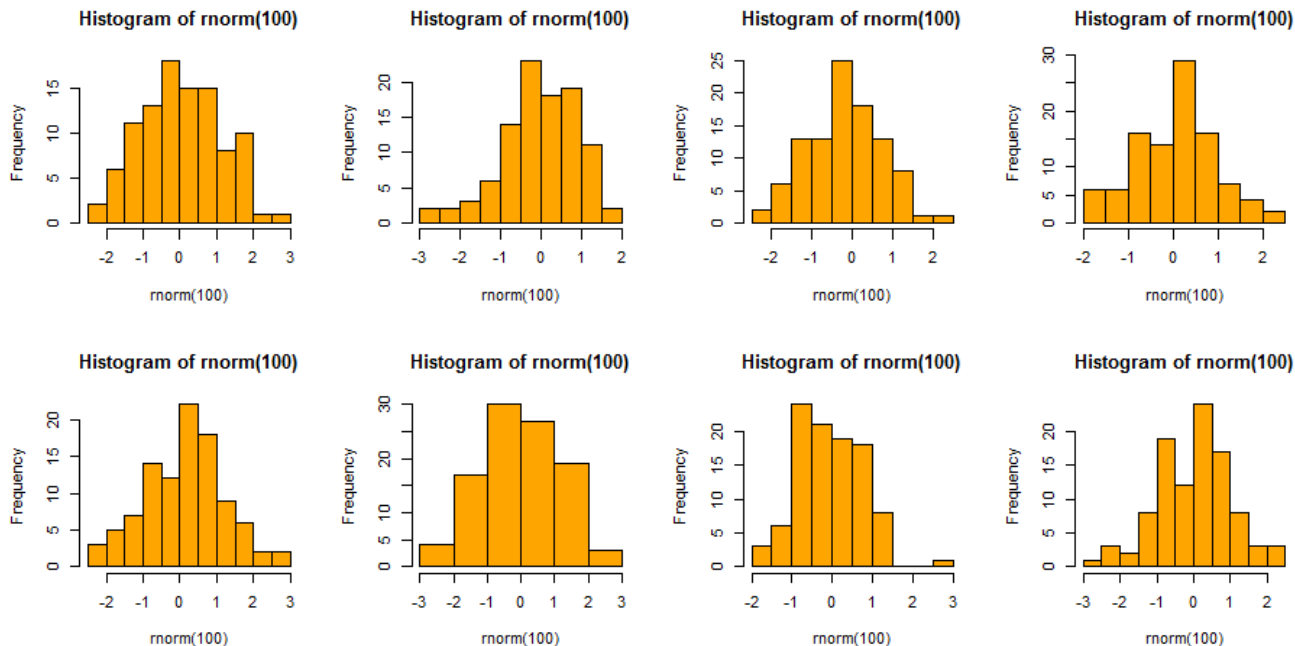 Histogram of rnorm(100)
Frequency
15
10
5
0
-2 -1 0 1 2 3
rnorm(100)
Histogram of rnorm(100)
Frequency
20
15
10
5
0
-3 -2 -1 0 1 2
rnorm(100)
Histogram of rnorm(100)
Frequency
25
20
15
10
5
0
-2 -1 0 1 2
rnorm(100)
Histogram of rnorm(100)
Frequency
30
20
10
5
0
-2 -1 0 1 2
rnorm(100)
Histogram of rnorm(100)
Frequency
20
15
10
5
0
-2 -1 0 1 2 3
rnorm(100)
Histogram of rnorm(100)
Frequency
30
20
10
5
0
-3 -2 -1 0 1 2 3
rnorm(100)
Histogram of rnorm(100)
Frequency
20
15
10
5
0
-2 -1 0 1 2 3
rnorm(100)
Histogram of rnorm(100)
Frequency
20
15
10
5
0
-3 -2 -1 0 1 2
rnorm(100)